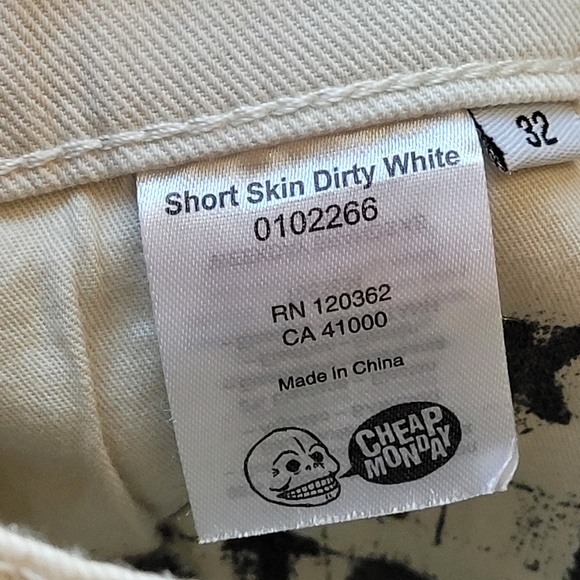 Short Skin Dirty White
0102266
32
RN 120362
CA 41000
Made in China
CHEAP
MONDAY